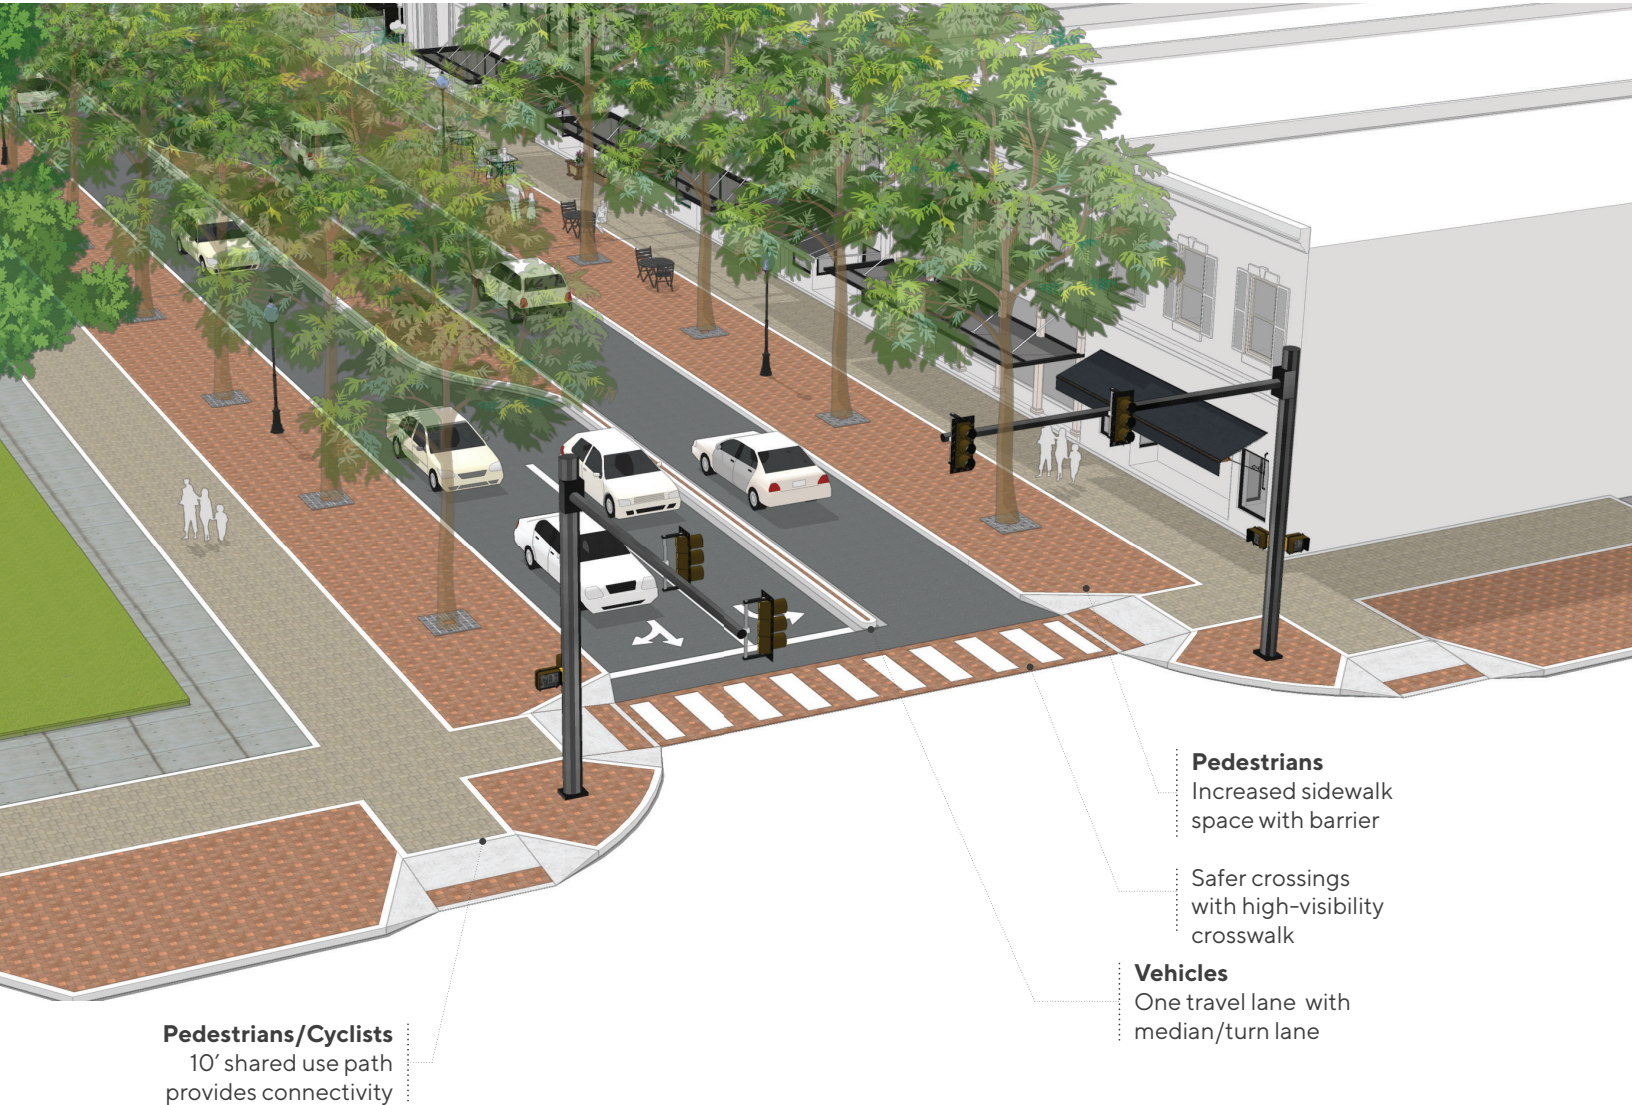 Pedestrians
Increased sidewalk
space with barrier
Safer crossings
with high-visibility
crosswalk
Vehicles
One travel lane with
median/turn lane
Pedestrians/Cyclists
10′ shared use path
provides connectivity